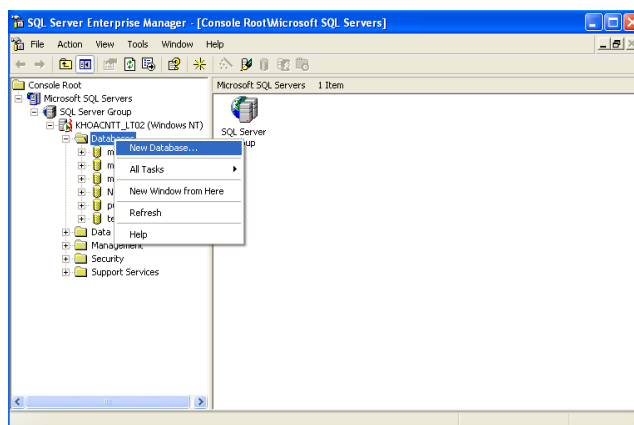 SQL Server Enterprise Manager - [Console Root\Microsoft SQL Servers]
File Action View Tools Window Help
Console Root
Microsoft SQL Servers
SQL Server Group
KHOACNTT_LT02 (Windows NT)
Databases
New Database...
All Tasks
New Window from Here
Refresh
Help
Data
Management
Security
Support Services
Microsoft SQL Servers 1 Item
SQL Server